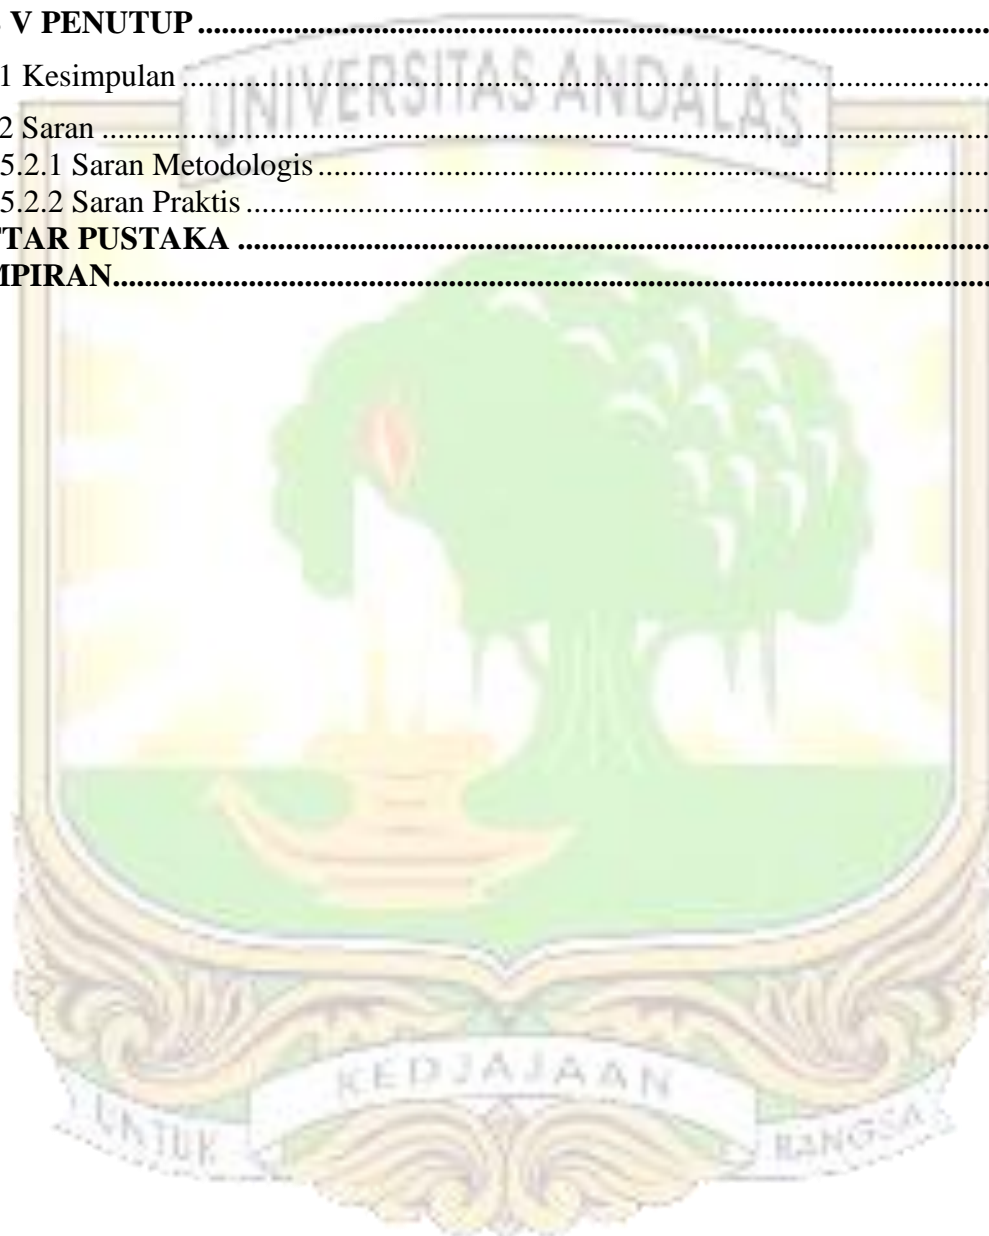 V PENUTUP ........................................................................................
1 Kesimpulan ........................................................................................
UNIVERSITAS ANDALAS
2 Saran ........................................................................................
5.2.1 Saran Metodologis ........................................................................................
5.2.2 Saran Praktis ........................................................................................
TAR PUSTAKA ........................................................................................
MPIRAN........................................................................................
KEDJAJAAN
UNTUK BANGSA